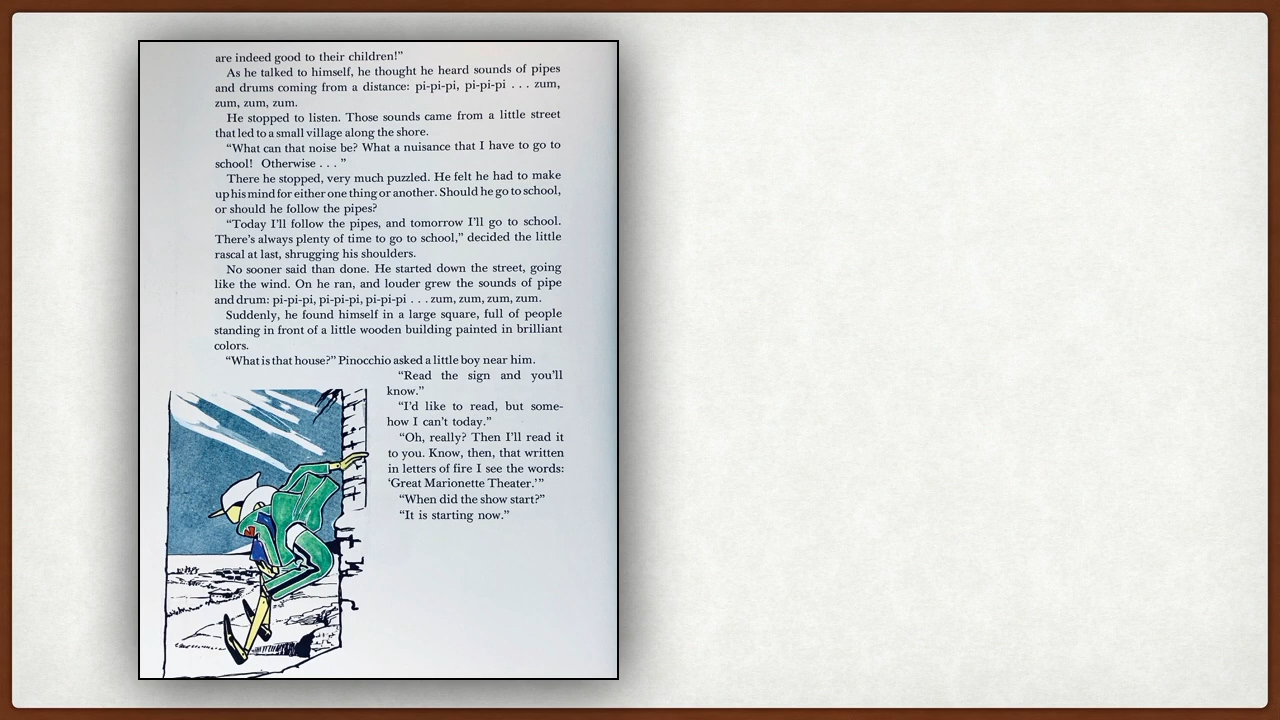 are indeed good to their children!”
As he talked to himself, he thought he heard sounds of pipes
and drums coming from a distance: pi-pi-pi, pi-pi-pi . . . zum,
zum, zum, zum.
He stopped to listen. Those sounds came from a little street
that led to a small village along the shore.
“What can that noise be? What a nuisance that I have to go to
school! Otherwise . . . ”
There he stopped, very much puzzled. He felt he had to make
up his mind for either one thing or another. Should he go to school,
or should he follow the pipes?
“Today I’ll follow the pipes, and tomorrow I’ll go to school.
There’s always plenty of time to go to school,” decided the little
rascal at last, shrugging his shoulders.
No sooner said than done. He started down the street, going
like the wind. On he ran, and louder grew the sounds of pipe
and drum: pi-pi-pi, pi-pi-pi, pi-pi-pi . . . zum, zum, zum, zum.
Suddenly, he found himself in a large square, full of people
standing in front of a little wooden building painted in brilliant
colors.
“What is that house?” Pinocchio asked a little boy near him.
“Read the sign and you’ll
know.”
“I’d like to read, but some-
how I can’t today.”
“Oh, really? Then I’ll read it
to you. Know, then, that written
in letters of fire I see the words:
‘Great Marionette Theater.’”
“When did the show start?”
“It is starting now.”